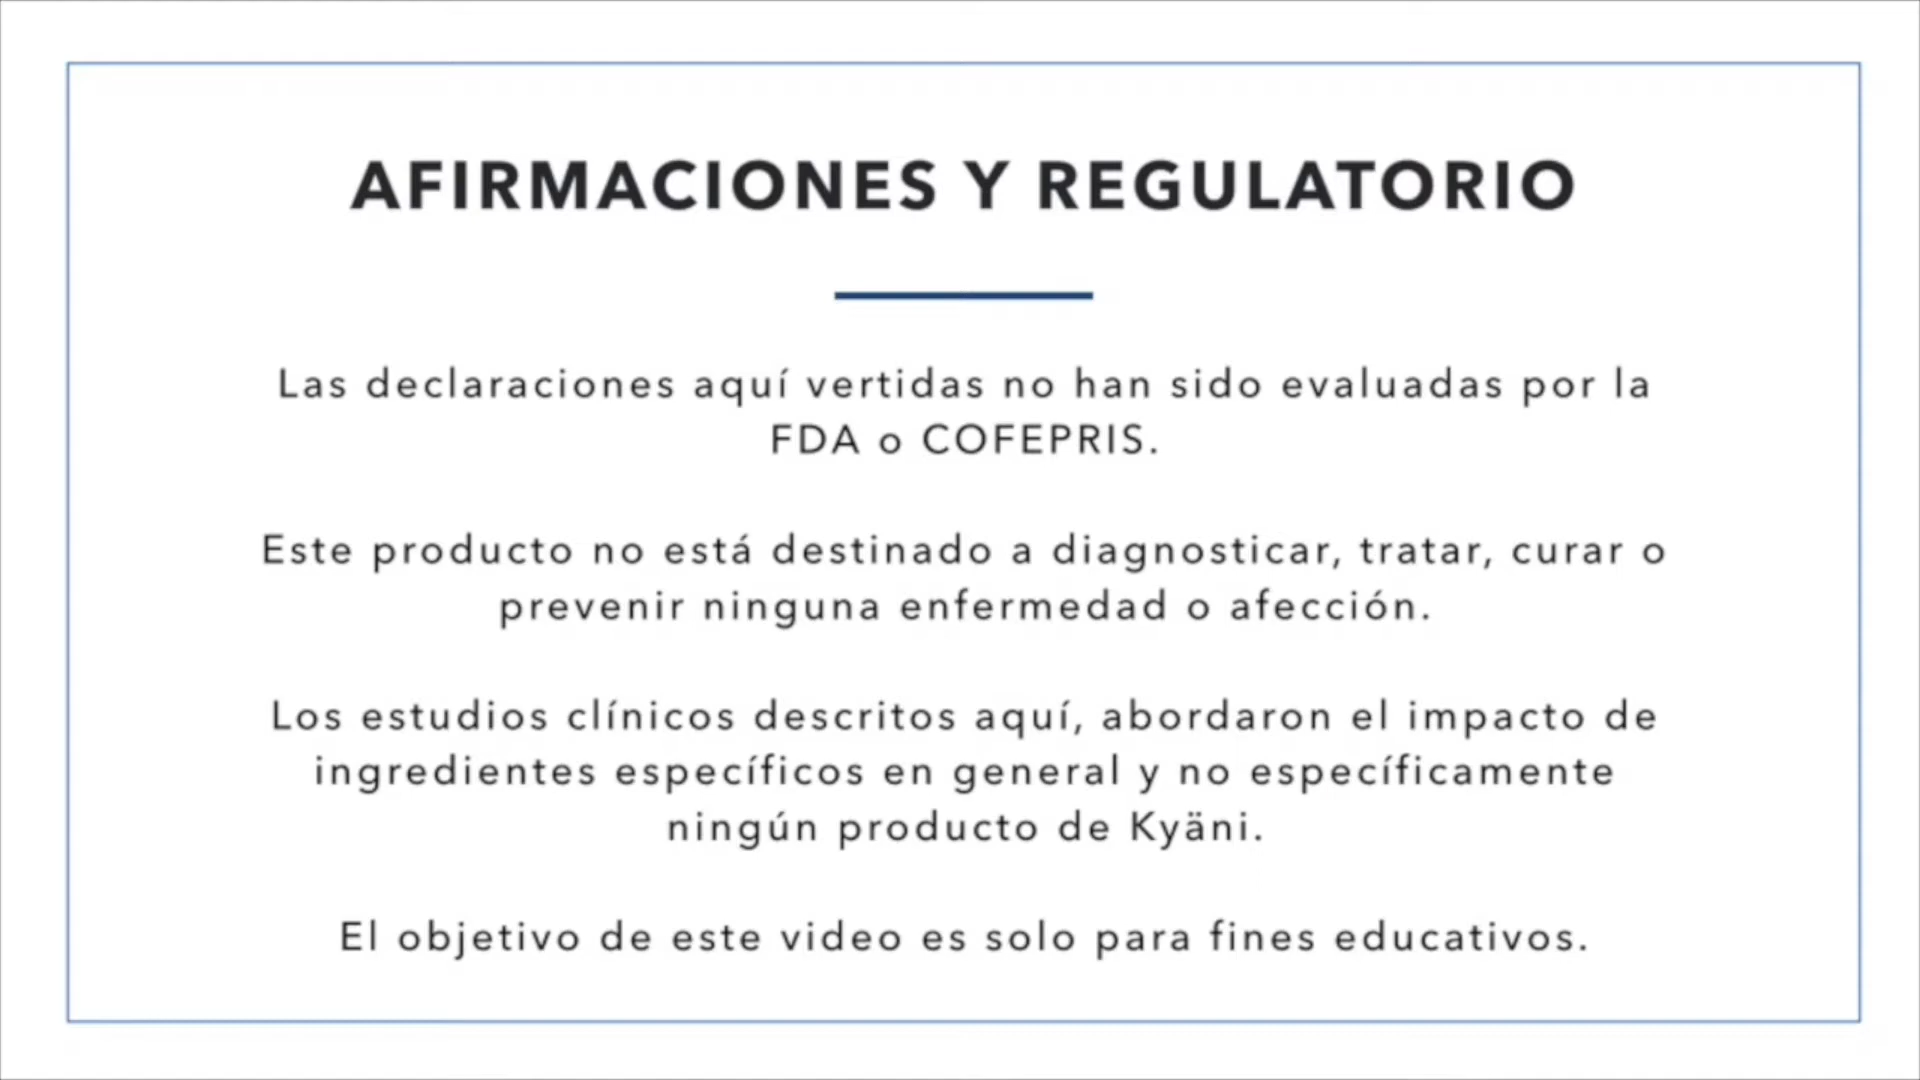 AFIRMACIONES Y REGULATORIO
Las declaraciones aquí vertidas no han sido evaluadas por la
FDA o COFEPRIS.
Este producto no está destinado a diagnosticar, tratar, curar o
prevenir ninguna enfermedad o afección.
Los estudios clínicos descritos aquí, abordaron el impacto de
ingredientes específicos en general y no específicamente
ningún producto de Kyäni.
El objetivo de este video es solo para fines educativos.